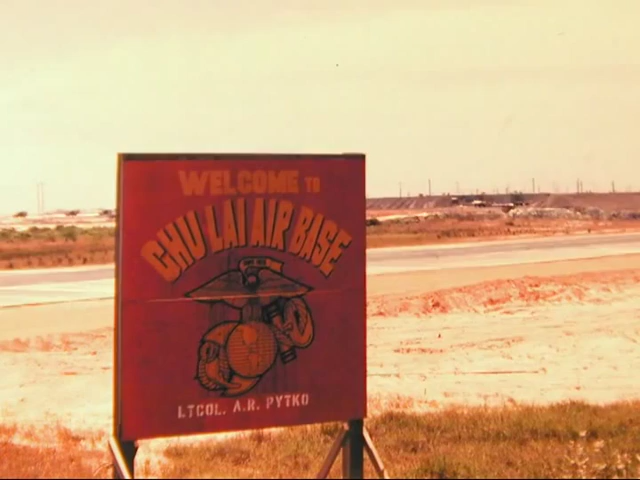 WELCOME TO
CHU LAI AIR BASE
LTCOL. A.R. PYTKO